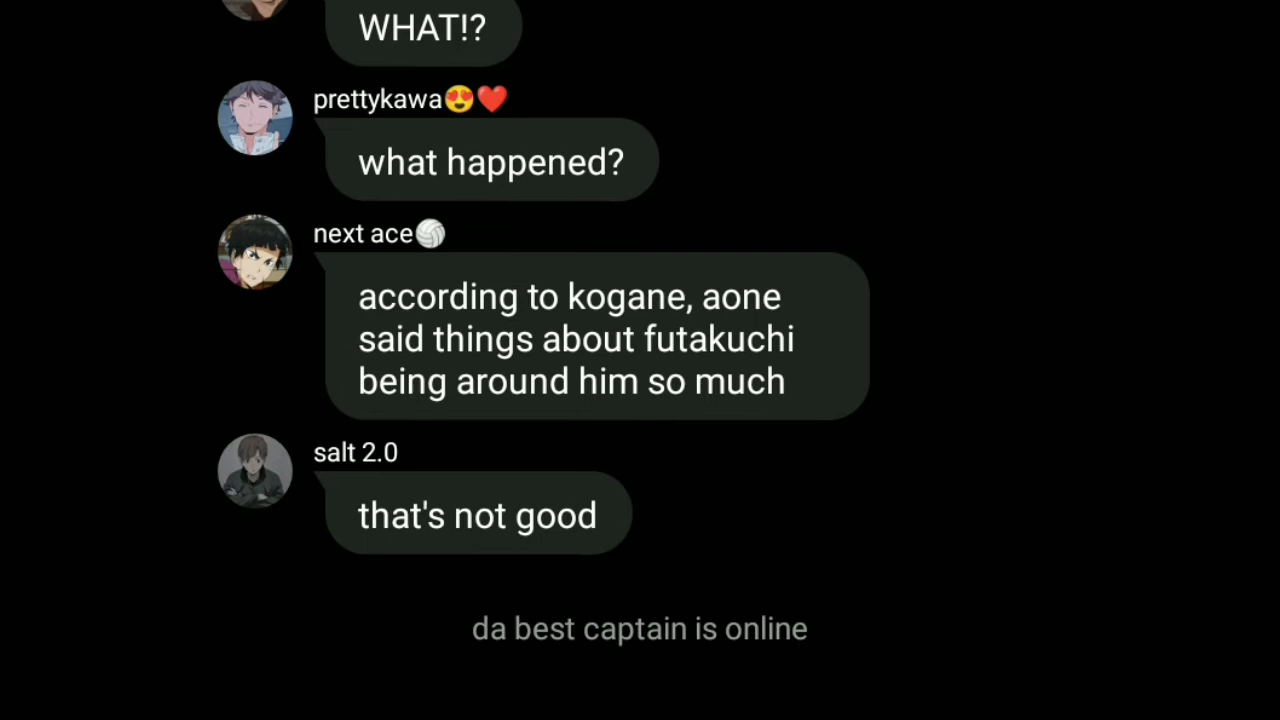 WHAT!?
prettykawa😍❤️
what happened?
next ace🏐
according to kogane, aone
said things about futakuchi
being around him so much
salt 2.0
that's not good
da best captain is online